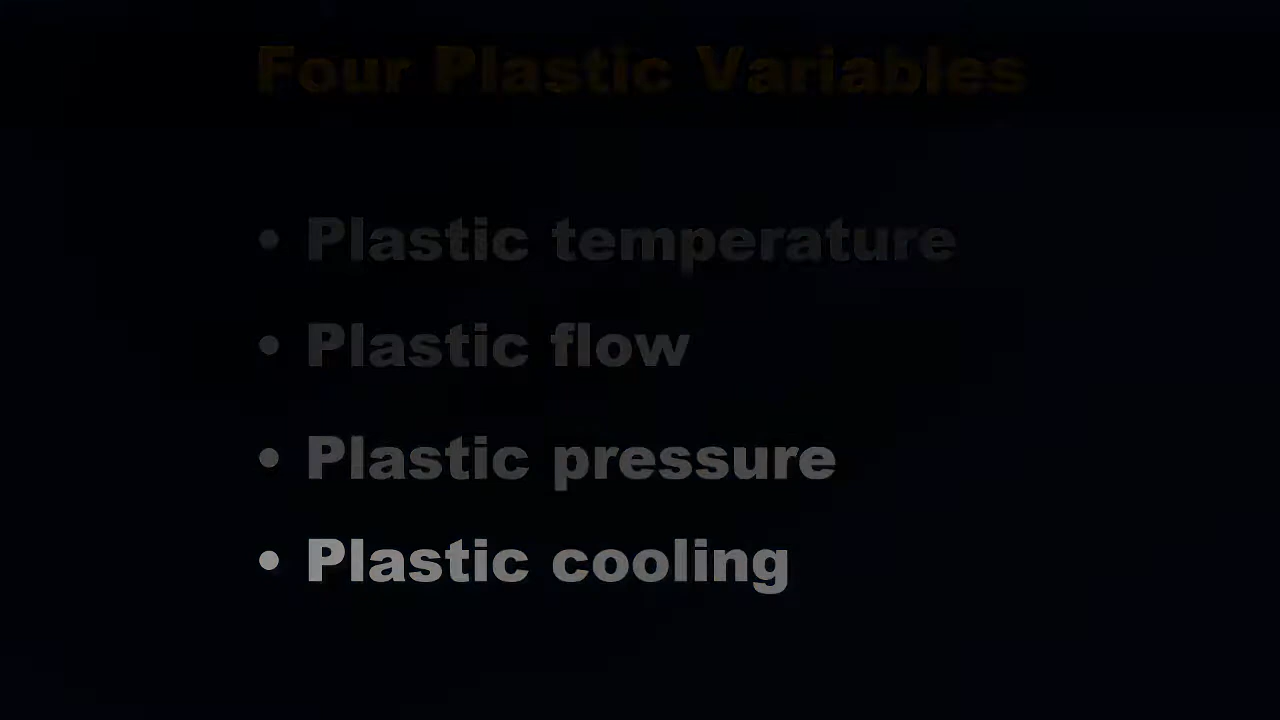 Four Plastic Variables
• Plastic temperature
• Plastic flow
• Plastic pressure
• Plastic cooling